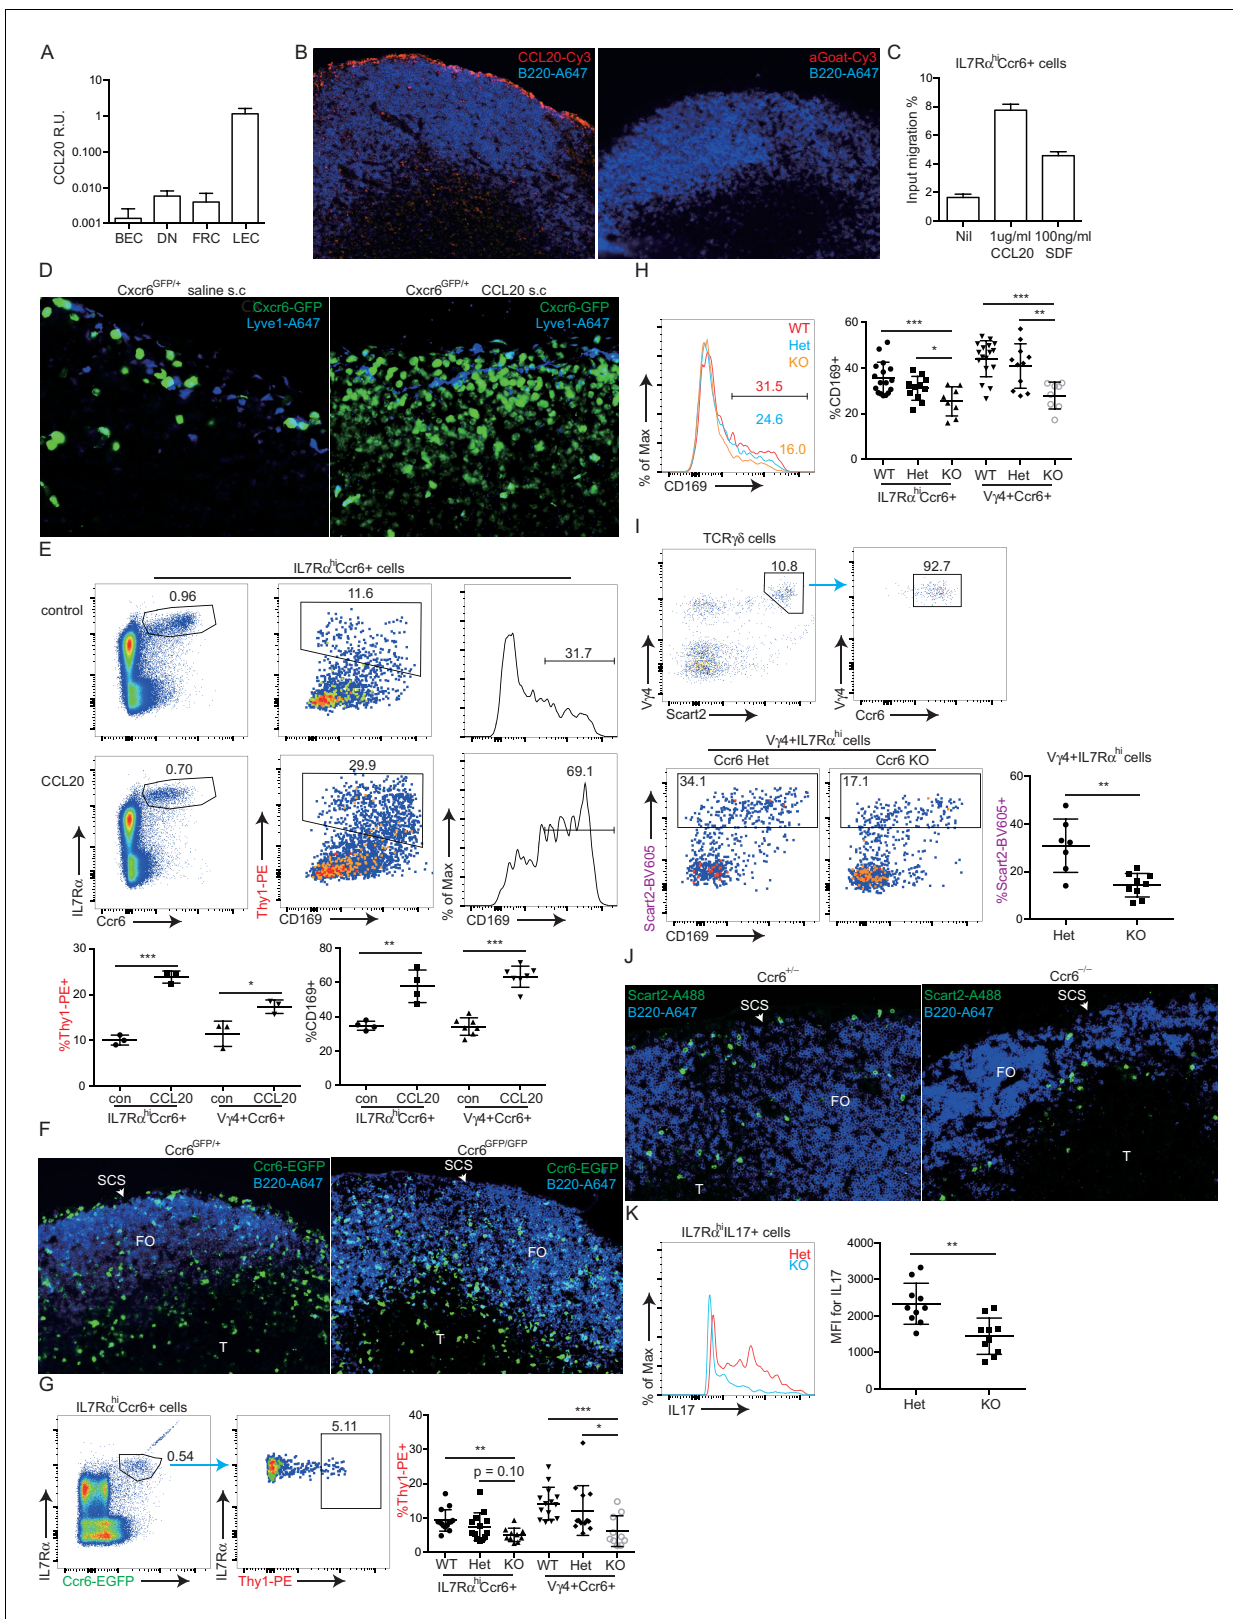 A
CCL20 R.U.
10
1
0.100
0.010
0.001
BEC DN FRC LEC
B
CCL20-Cy3
B220-A647
aGoat-Cy3
B220-A647
C
IL7Rα^hi Ccr6+ cells
Input migration %
10
8
6
4
2
0
Nil 1ug/ml 100ng/ml
CCL20 SDF
D
Cxcr6^GFP/+ saline s.c
Cxcr6-GFP
Lyve1-A647
Cxcr6^GFP/+ CCL20 s.c
Cxcr6-GFP
Lyve1-A647
H
WT
Het
KO
31.5
24.6
16.0
% of Max
CD169
%CD169+
60
40
20
0
***
*
***
**
WT Het KO WT Het KO
IL7Rα^hi Ccr6+ Vγ4+Ccr6+
E
IL7Rα^hi Ccr6+ cells
control
0.96
11.6
31.7
CCL20
0.70
29.9
69.1
IL7Rα
Ccr6
Thy1-PE
CD169
% of Max
CD169
%Thy1-PE+
30
20
10
0
***
*
con CCL20 con CCL20
IL7Rα^hi Ccr6+ Vγ4+Ccr6+
%CD169+
80
60
40
20
0
**
***
con CCL20 con CCL20
IL7Rα^hi Ccr6+ Vγ4+Ccr6+
I
TCRγδ cells
10.8
92.7
Vγ4
Scart2
Vγ4
Ccr6
Vγ4+IL7Rα^hi cells
Ccr6 Het Ccr6 KO
34.1
17.1
Scart2-BV605
CD169
Vγ4+IL7Rα^hi cells
%Scart2-BV605+
60
40
20
0
**
Het KO
J
Ccr6^+/-
Scart2-A488
B220-A647
SCS
FO
T
Ccr6^−/−
Scart2-A488
B220-A647
SCS
FO
T
F
Ccr6^GFP/+
Ccr6-EGFP
B220-A647
SCS
FO
T
Ccr6^GFP/GFP
Ccr6-EGFP
B220-A647
SCS
FO
T
K
IL7Rα^hi IL17+ cells
Het
KO
% of Max
IL17
MFI for IL17
4000
3000
2000
1000
0
**
Het KO
G
IL7Rα^hi Ccr6+ cells
0.54
5.11
IL7Rα
Ccr6-EGFP
IL7Rα
Thy1-PE
%Thy1-PE+
40
30
20
10
0
**
p = 0.10
***
*
WT Het KO WT Het KO
IL7Rα^hi Ccr6+ Vγ4+Ccr6+